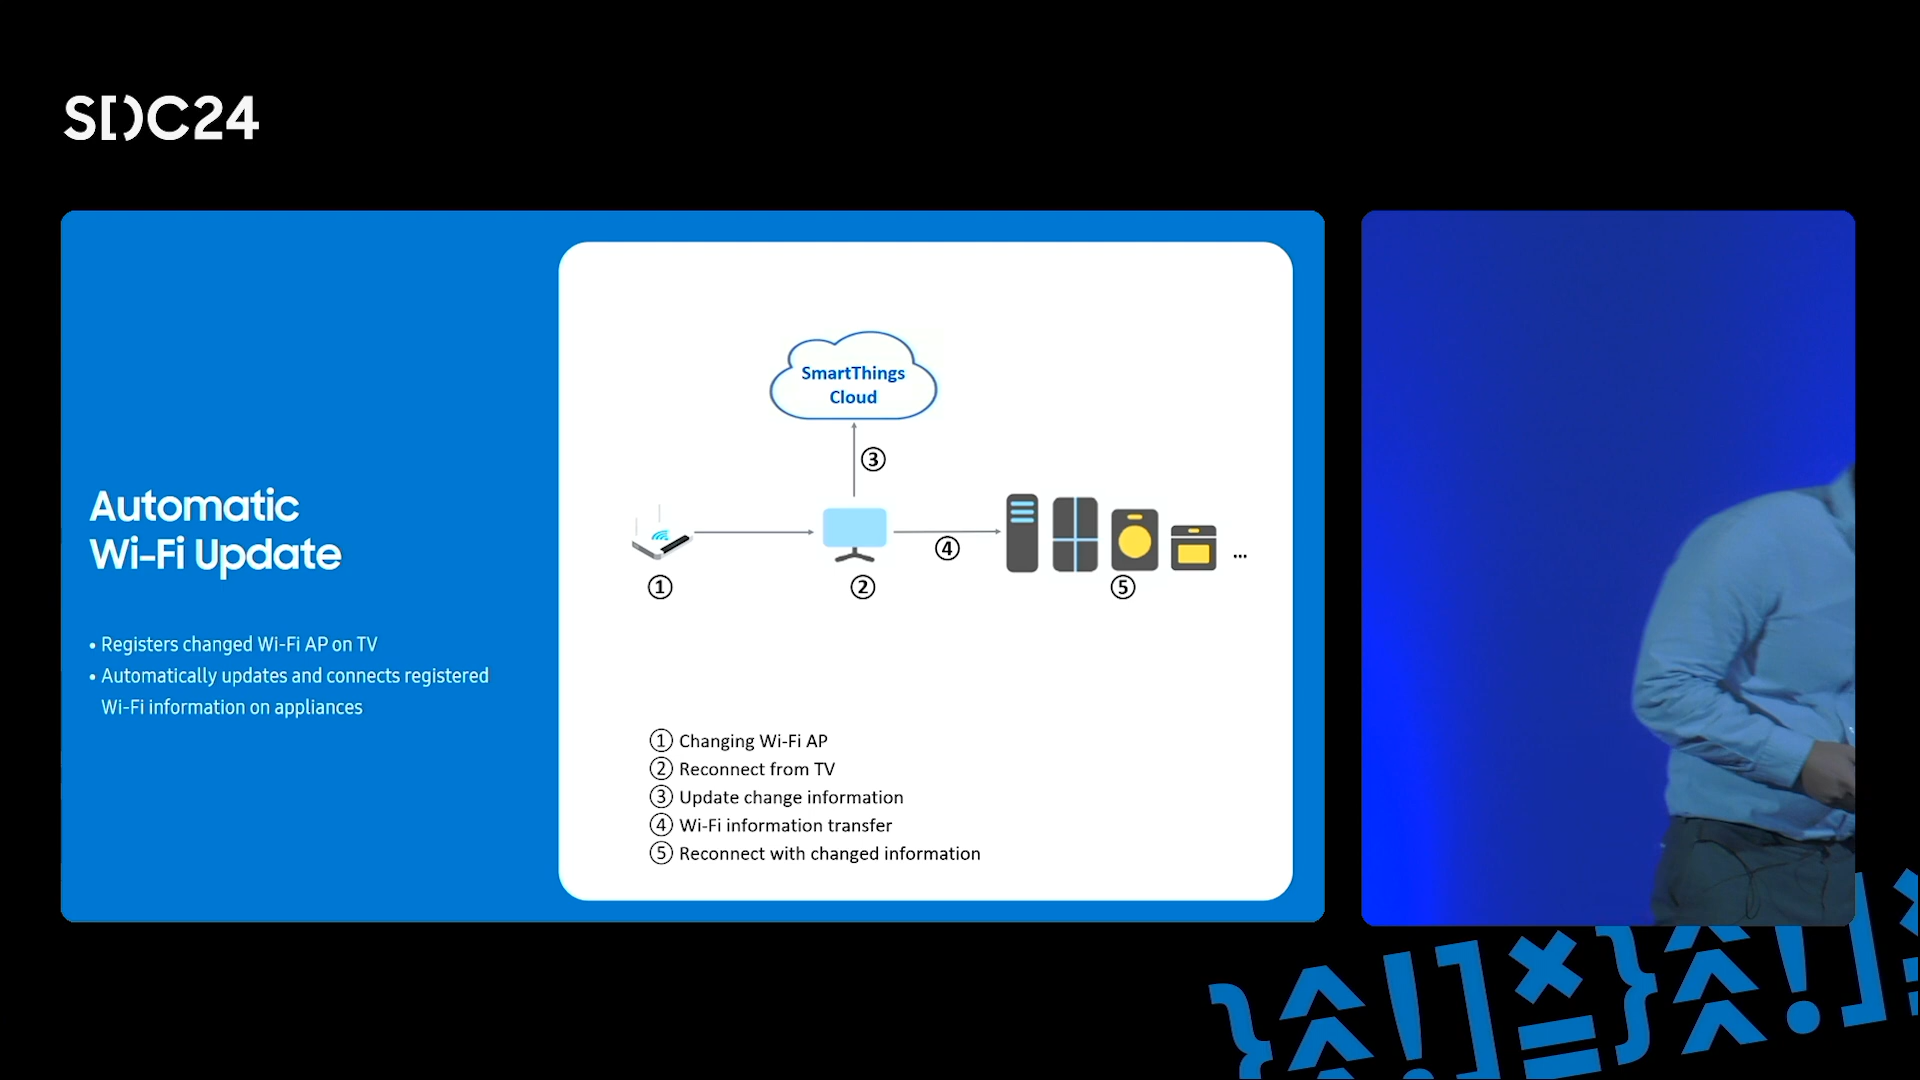 SDC24
Automatic
Wi-Fi Update
• Registers changed Wi-Fi AP on TV
• Automatically updates and connects registered
Wi-Fi information on appliances
SmartThings
Cloud
③
④
...
① ② ⑤
① Changing Wi-Fi AP
② Reconnect from TV
③ Update change information
④ Wi-Fi information transfer
⑤ Reconnect with changed information